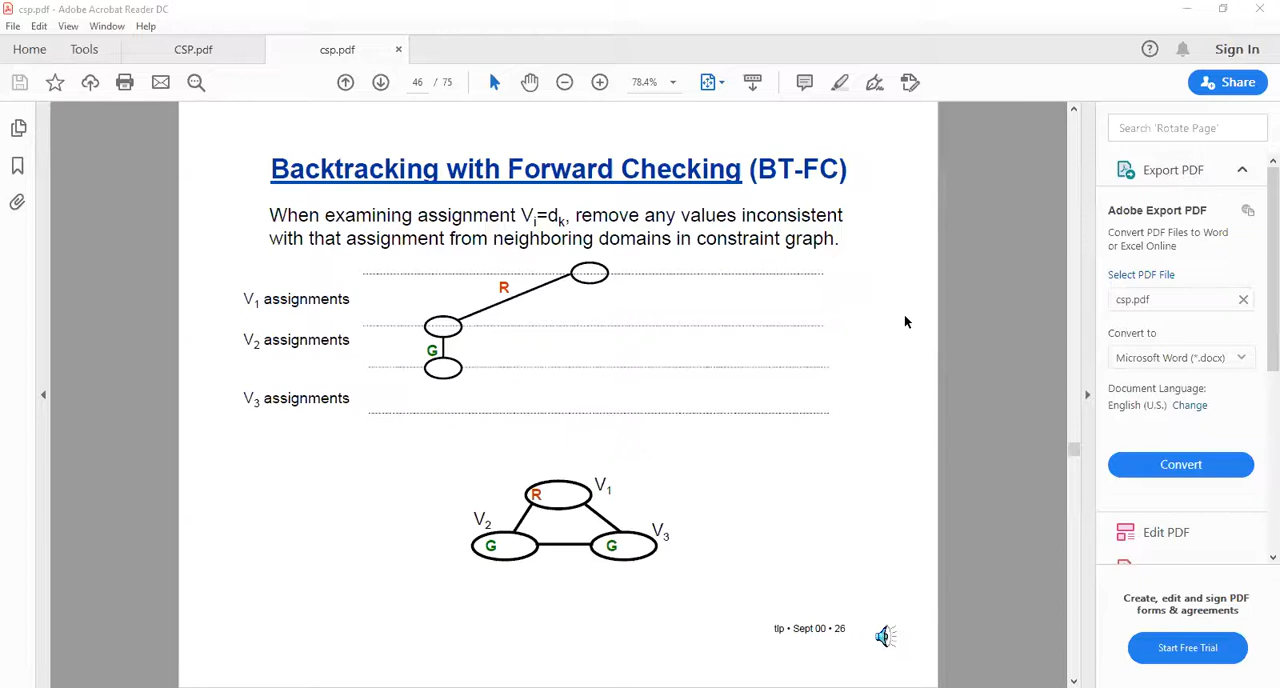 csp.pdf - Adobe Acrobat Reader DC
File Edit View Window Help
Home Tools CSP.pdf csp.pdf × Sign In
46 / 75 78.4% Share
Backtracking with Forward Checking (BT-FC)
When examining assignment Vi=dk, remove any values inconsistent
with that assignment from neighboring domains in constraint graph.
R
V1 assignments
V2 assignments
G
V3 assignments
R V1
V2 V3
G G
tlp • Sept 00 • 26
Search 'Rotate Page'
Export PDF
Adobe Export PDF
Convert PDF Files to Word
or Excel Online
Select PDF File
csp.pdf
Convert to
Microsoft Word (*.docx)
Document Language:
English (U.S.) Change
Convert
Edit PDF
Create, edit and sign PDF
forms & agreements
Start Free Trial